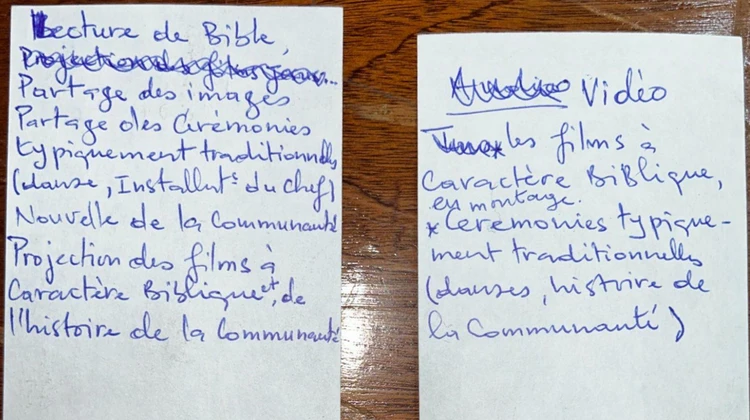 Lecture de Bible,
Partage des images
Partage des Cérémonies
typiquement traditionnelles
(danse, Installat°s du chef)
Nouvelle de la Communauté
Projection des films à
Caractère Biblique et, de
l'histoire de la Communauté
Vidéo
les films à
Caractère BiBlique,
en montage.
* Cérémonies typique-
ment traditionnelles
(danses, histoire de
la Communauté)